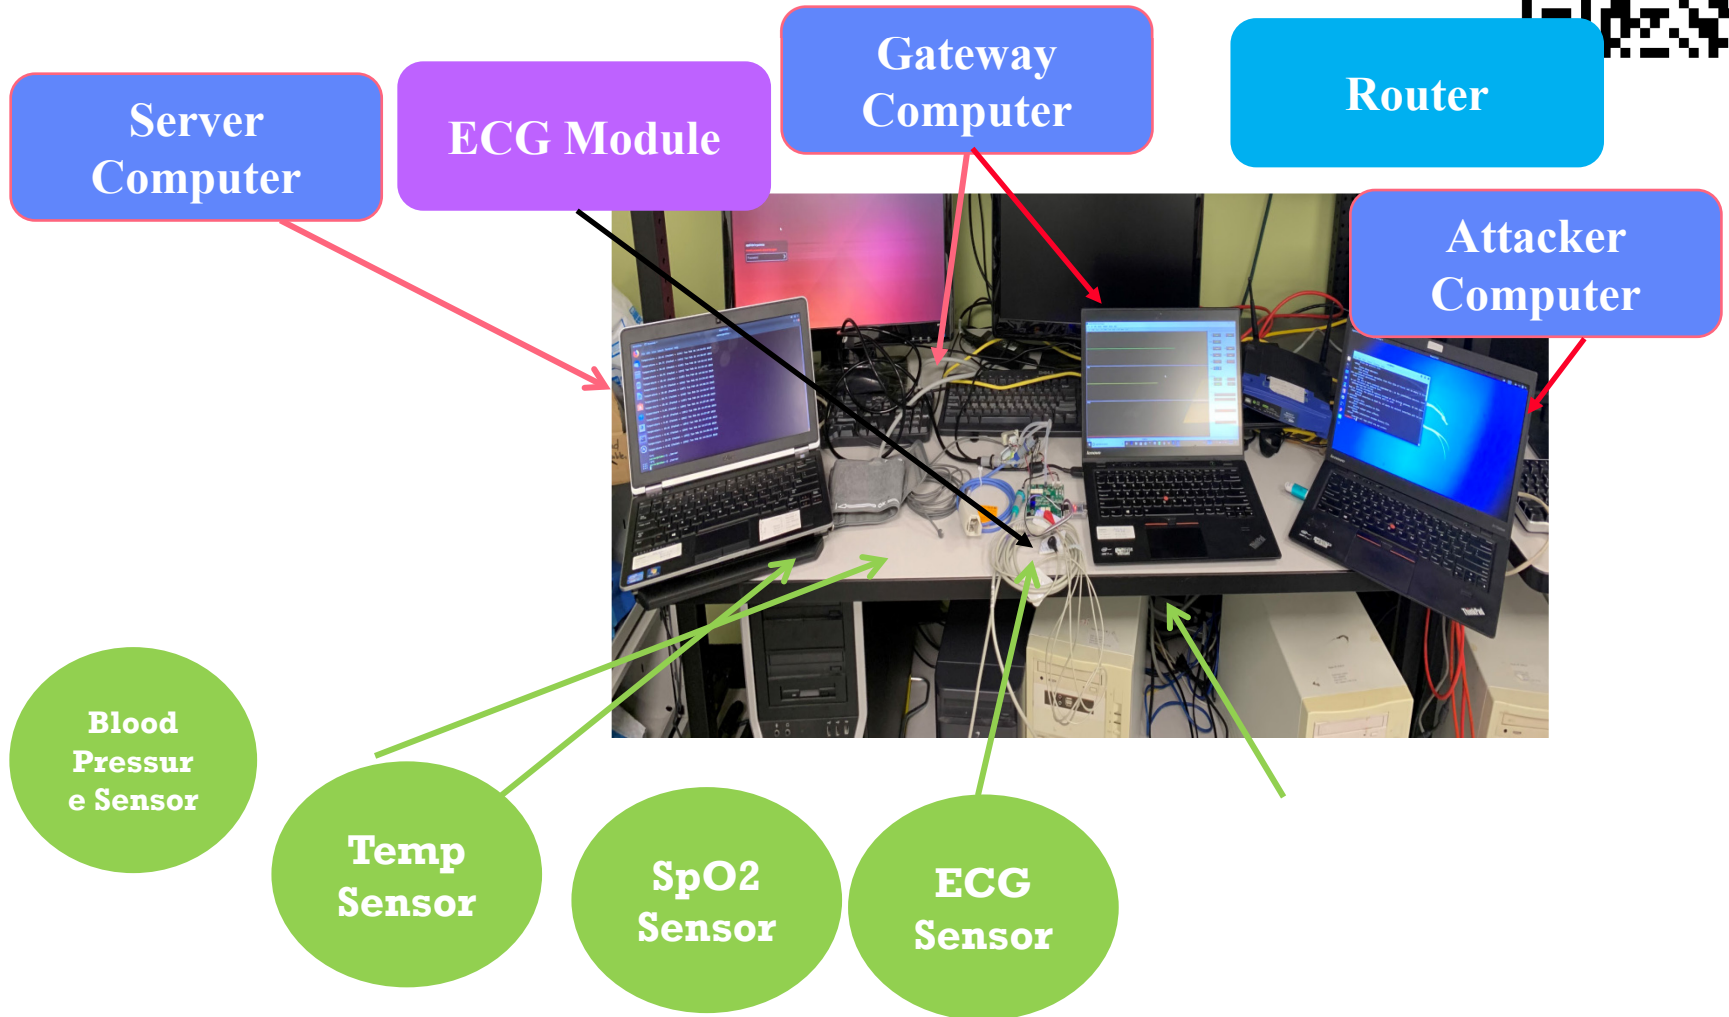 Server
Computer
ECG Module
Gateway
Computer
Router
Attacker
Computer
Blood
Pressur
e Sensor
Temp
Sensor
SpO2
Sensor
ECG
Sensor